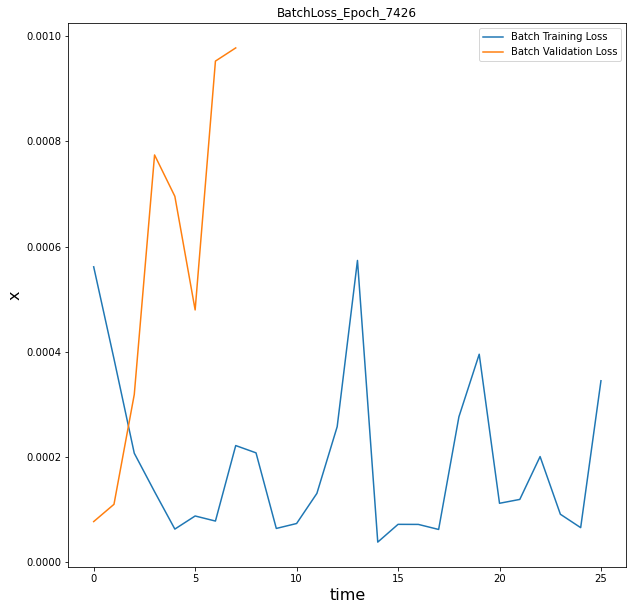 BatchLoss_Epoch_7426
Batch Training Loss
Batch Validation Loss
0.0010
0.0008
0.0006
0.0004
0.0002
0.0000
x
0 5 10 15 20 25
time